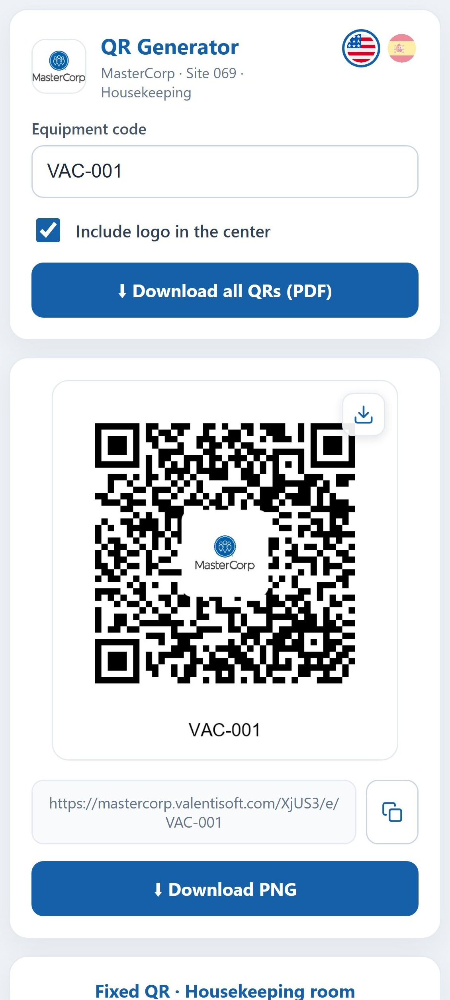 MasterCorp
QR Generator
MasterCorp · Site 069 ·
Housekeeping
Equipment code
VAC-001
Include logo in the center
⬇ Download all QRs (PDF)
MasterCorp
VAC-001
https://mastercorp.valentisoft.com/XjUS3/e/
VAC-001
⬇ Download PNG
Fixed QR · Housekeeping room